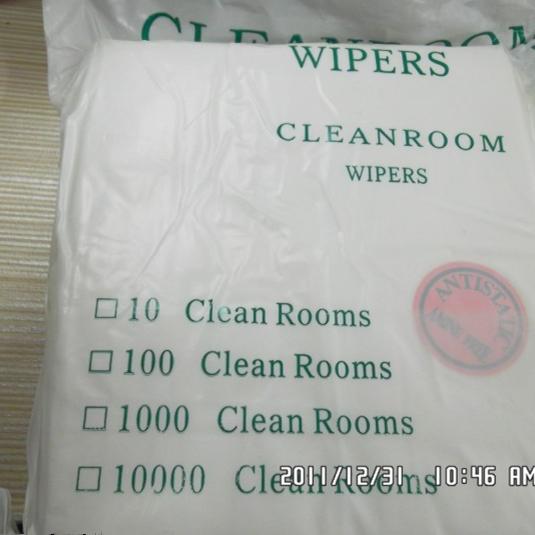 CLEANROOM
WIPERS
CLEANROOM
WIPERS
ANTISTATIC
10 Clean Rooms
100 Clean Rooms
1000 Clean Rooms
10000 Clean Rooms
2011/12/31 10:46 AM